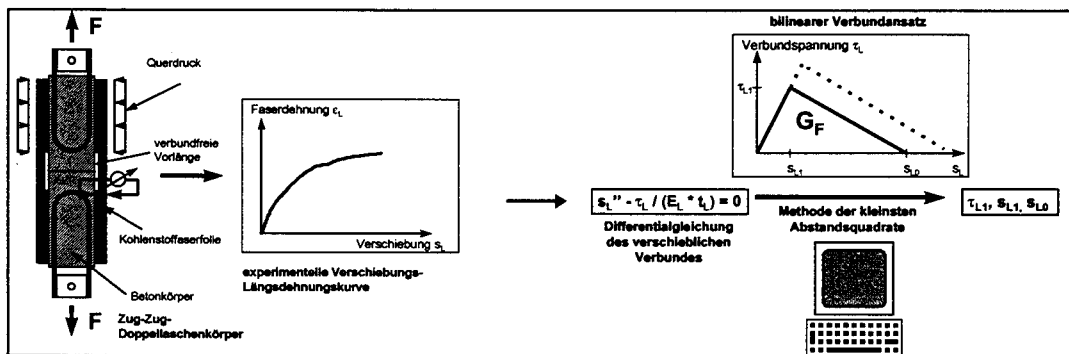 F
Querdruck
verbundfreie
Vorlänge
Kohlenstoffaserfolie
Betonkörper
F
Zug-Zug-
Doppellaschenkörper
Faserdehnung ε_L
Verschiebung s_L
experimentelle Verschiebungs-
Längsdehnungskurve
bilinearer Verbundansatz
Verbundspannung τ_L
τ_L1
G_F
s_L1
s_L0
s_L
s_L'' - τ_L / (E_L * t_L) = 0
Differentialgleichung
des verschieblichen
Verbundes
Methode der kleinsten
Abstandsquadrate
τ_L1, s_L1, s_L0